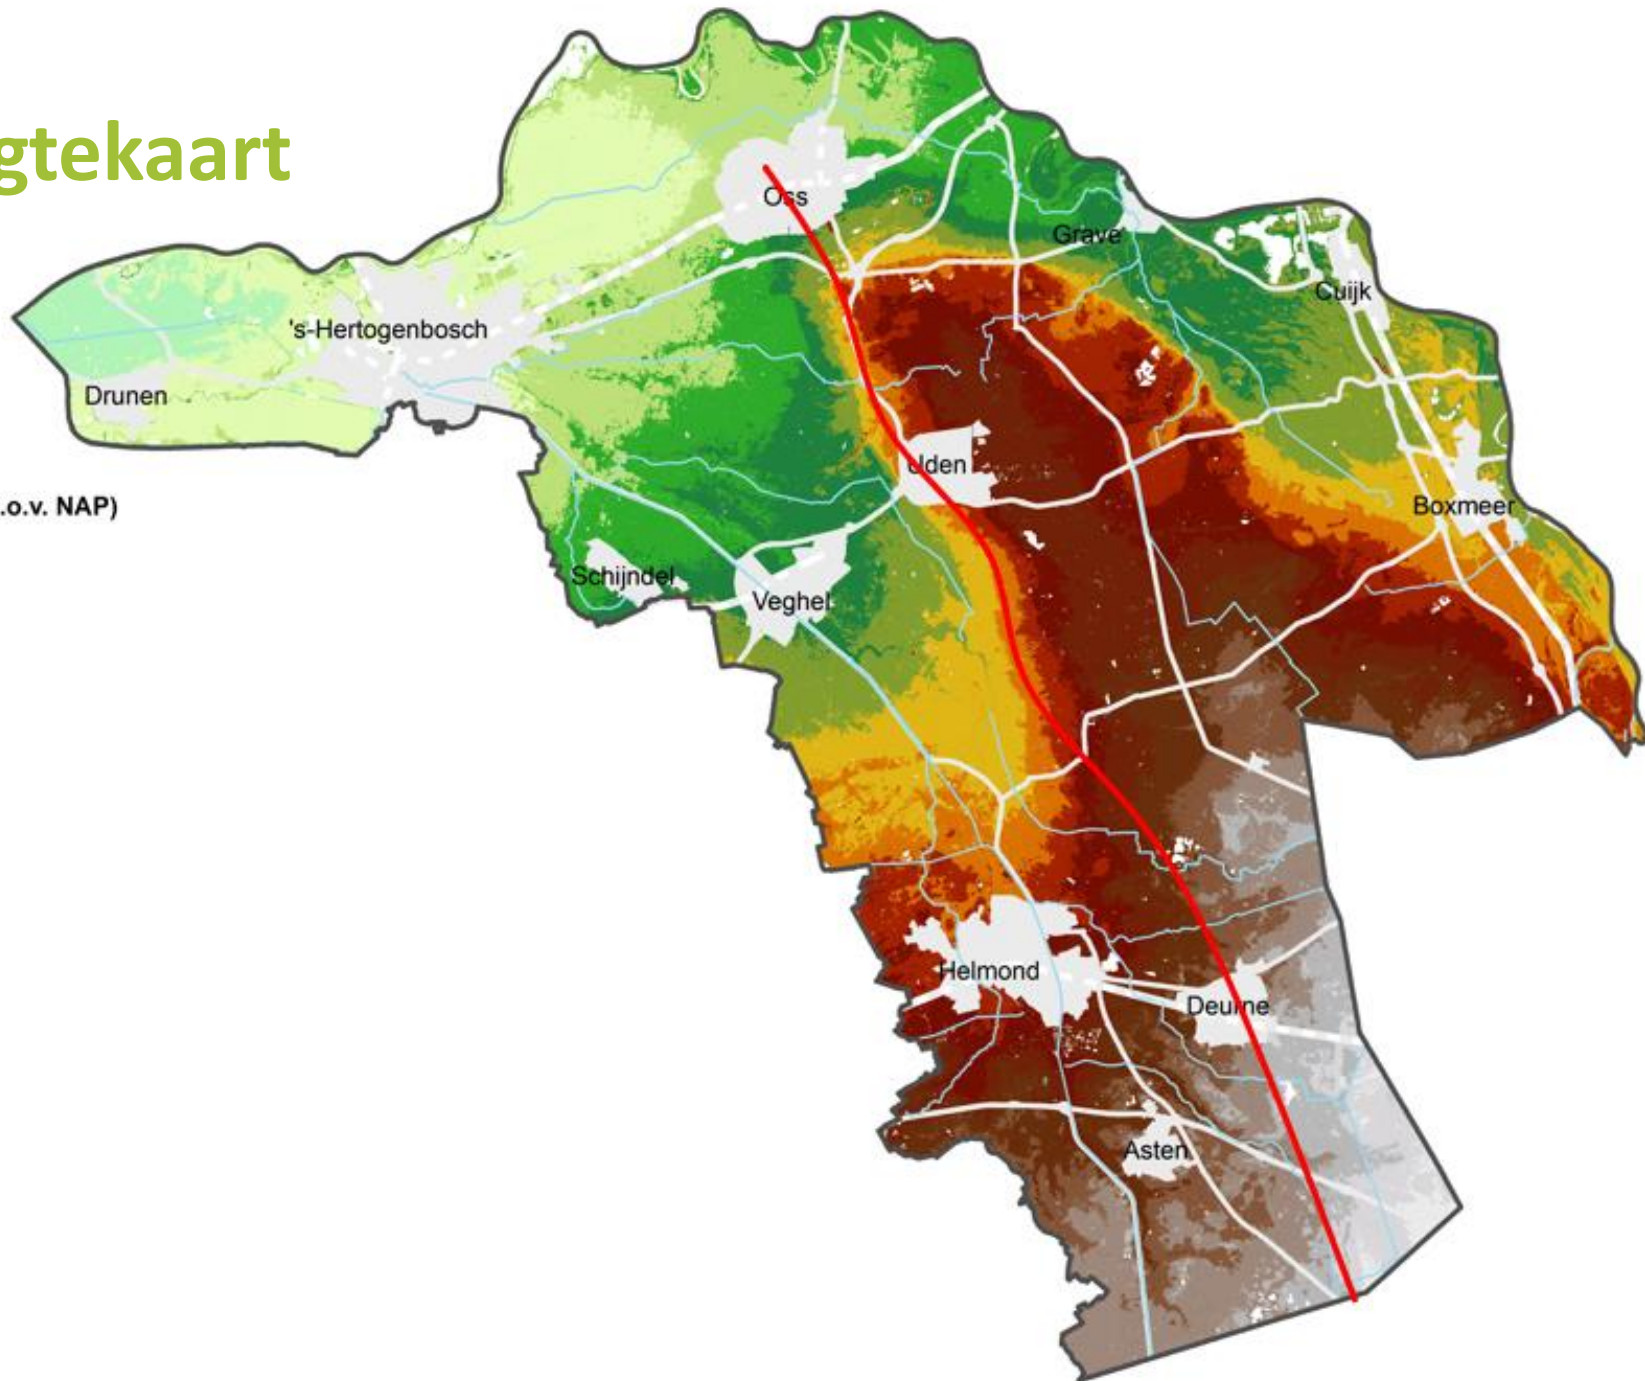 gtekaart
Oss
Grave
Cuijk
's-Hertogenbosch
Drunen
Uden
.o.v. NAP)
Boxmeer
Schijndel
Veghel
Helmond
Deurne
Asten